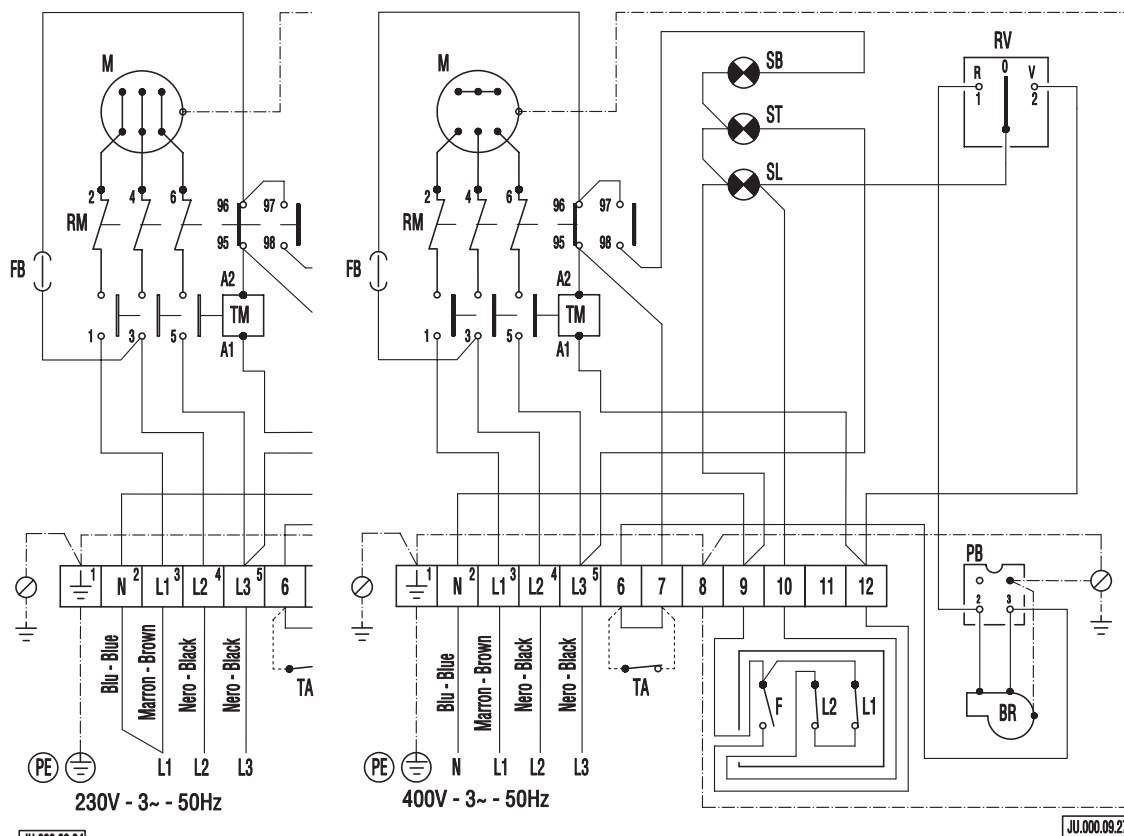 M
2
4
6
RM
96
97
95
98
FB
A2
TM
A1
1
3
5
1
N 2
L1 3
L2 4
L3 5
6
Blu - Blue
Marron - Brown
Nero - Black
Nero - Black
TA
PE
L1
L2
L3
230V - 3~ - 50Hz
M
2
4
6
RM
96
97
95
98
FB
A2
TM
A1
1
3
5
SB
ST
SL
RV
R
0
V
1
2
1
N 2
L1 3
L2 4
L3 5
6
7
8
9
10
11
12
Blu - Blue
Marron - Brown
Nero - Black
Nero - Black
TA
F
L2
L1
PB
2
3
BR
PE
N
L1
L2
L3
400V - 3~ - 50Hz